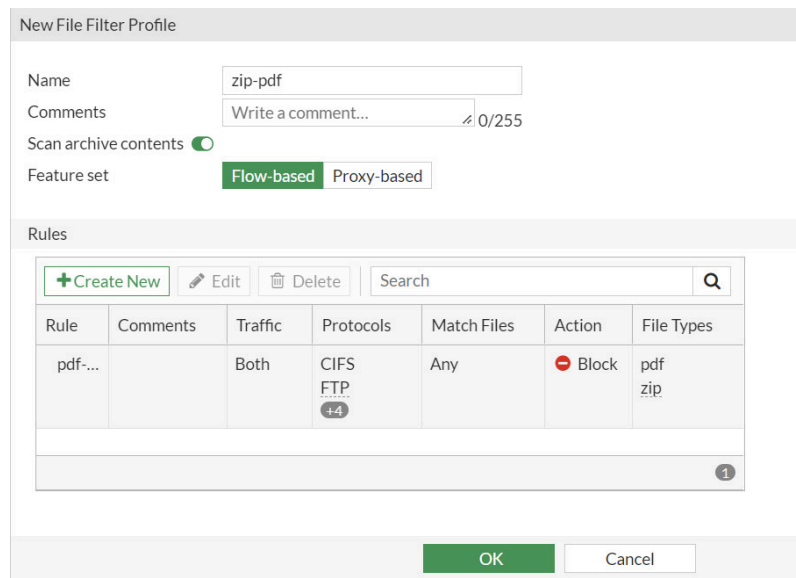 New File Filter Profile
Name zip-pdf
Comments Write a comment... 0/255
Scan archive contents
Feature set Flow-based Proxy-based
Rules
+Create New Edit Delete Search
Rule Comments Traffic Protocols Match Files Action File Types
pdf-... Both CIFS Any Block pdf
FTP zip
+4
1
OK Cancel